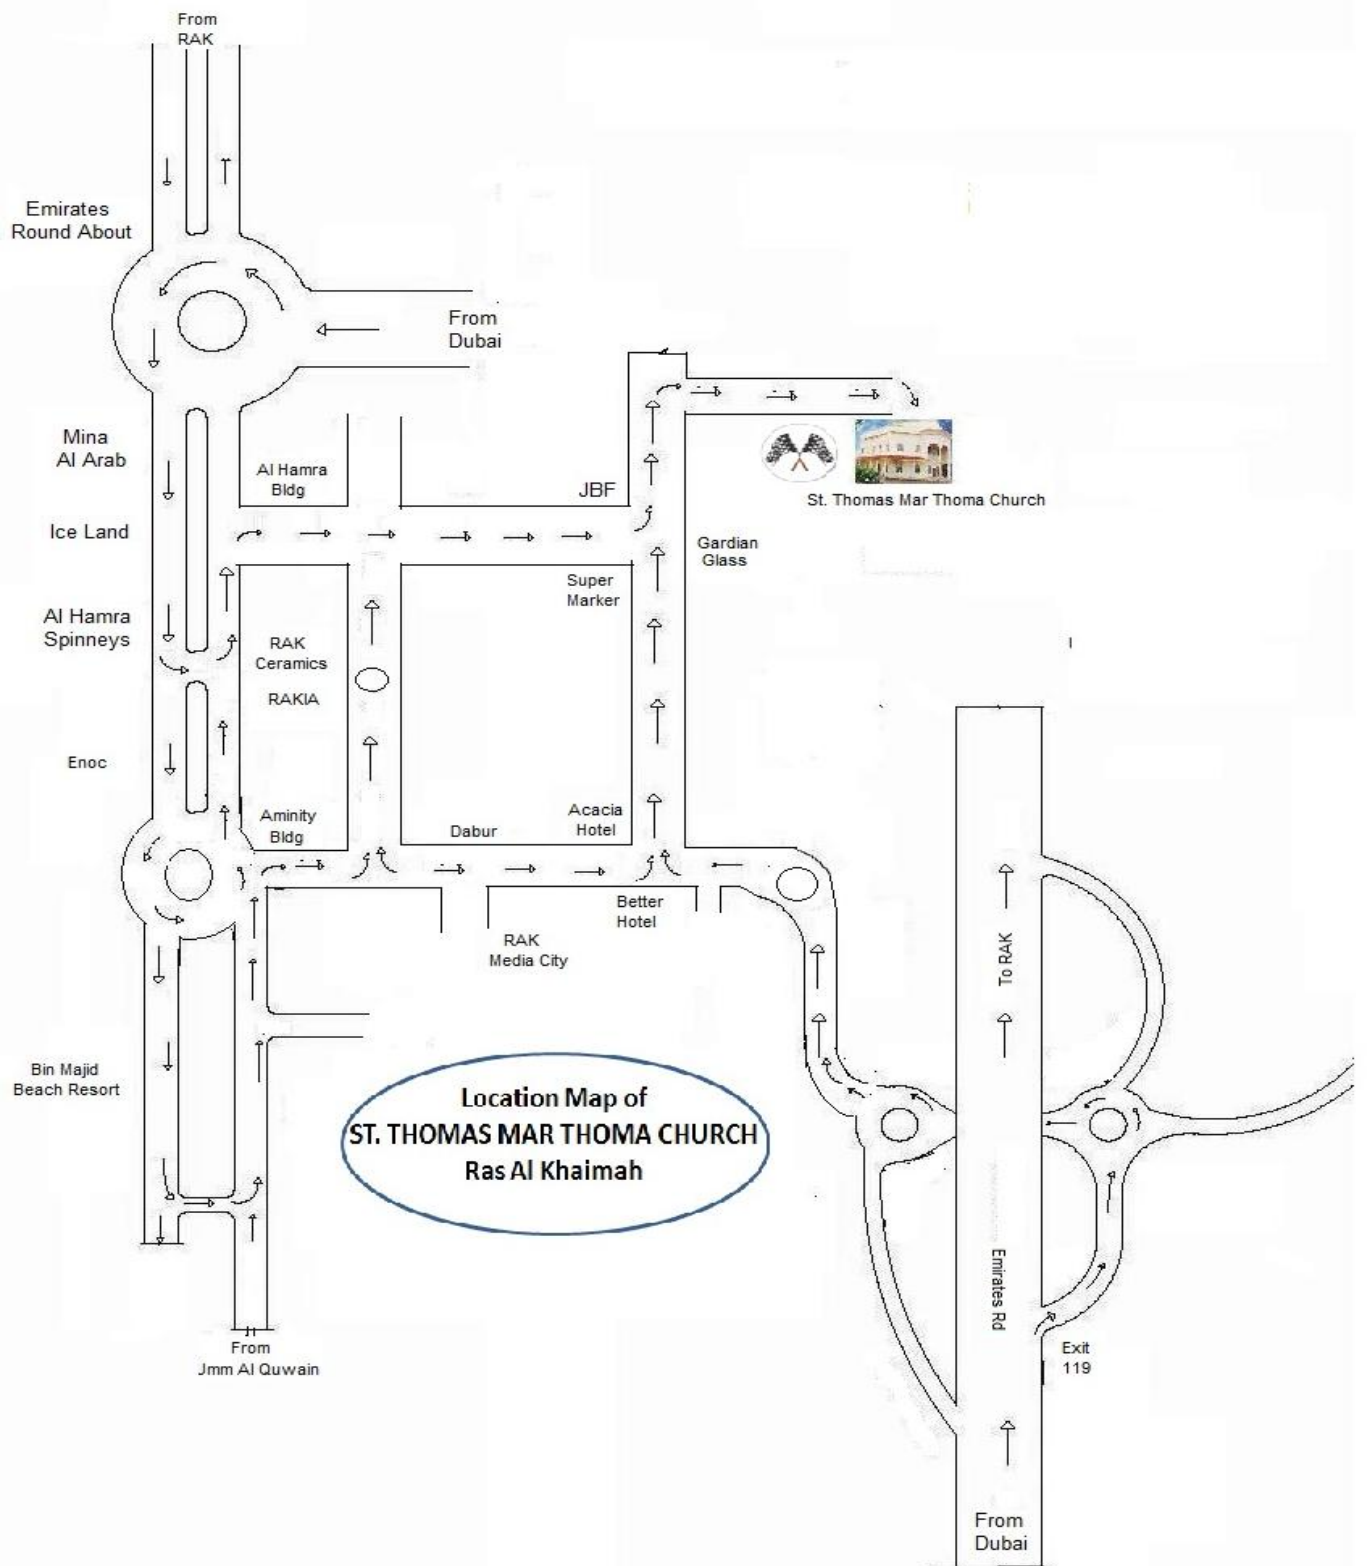 From
RAK
Emirates
Round About
From
Dubai
Mina
Al Arab
Al Hamra
Bldg
JBF
St. Thomas Mar Thoma Church
Ice Land
Gardian
Glass
Super
Marker
Al Hamra
Spinneys
RAK
Ceramics
RAKIA
Enoc
Aminity
Bldg
Dabur
Acacia
Hotel
Better
Hotel
RAK
Media City
To RAK
Bin Majid
Beach Resort
Location Map of
ST. THOMAS MAR THOMA CHURCH
Ras Al Khaimah
Emirates Rd
Exit
119
From
Jmm Al Quwain
From
Dubai